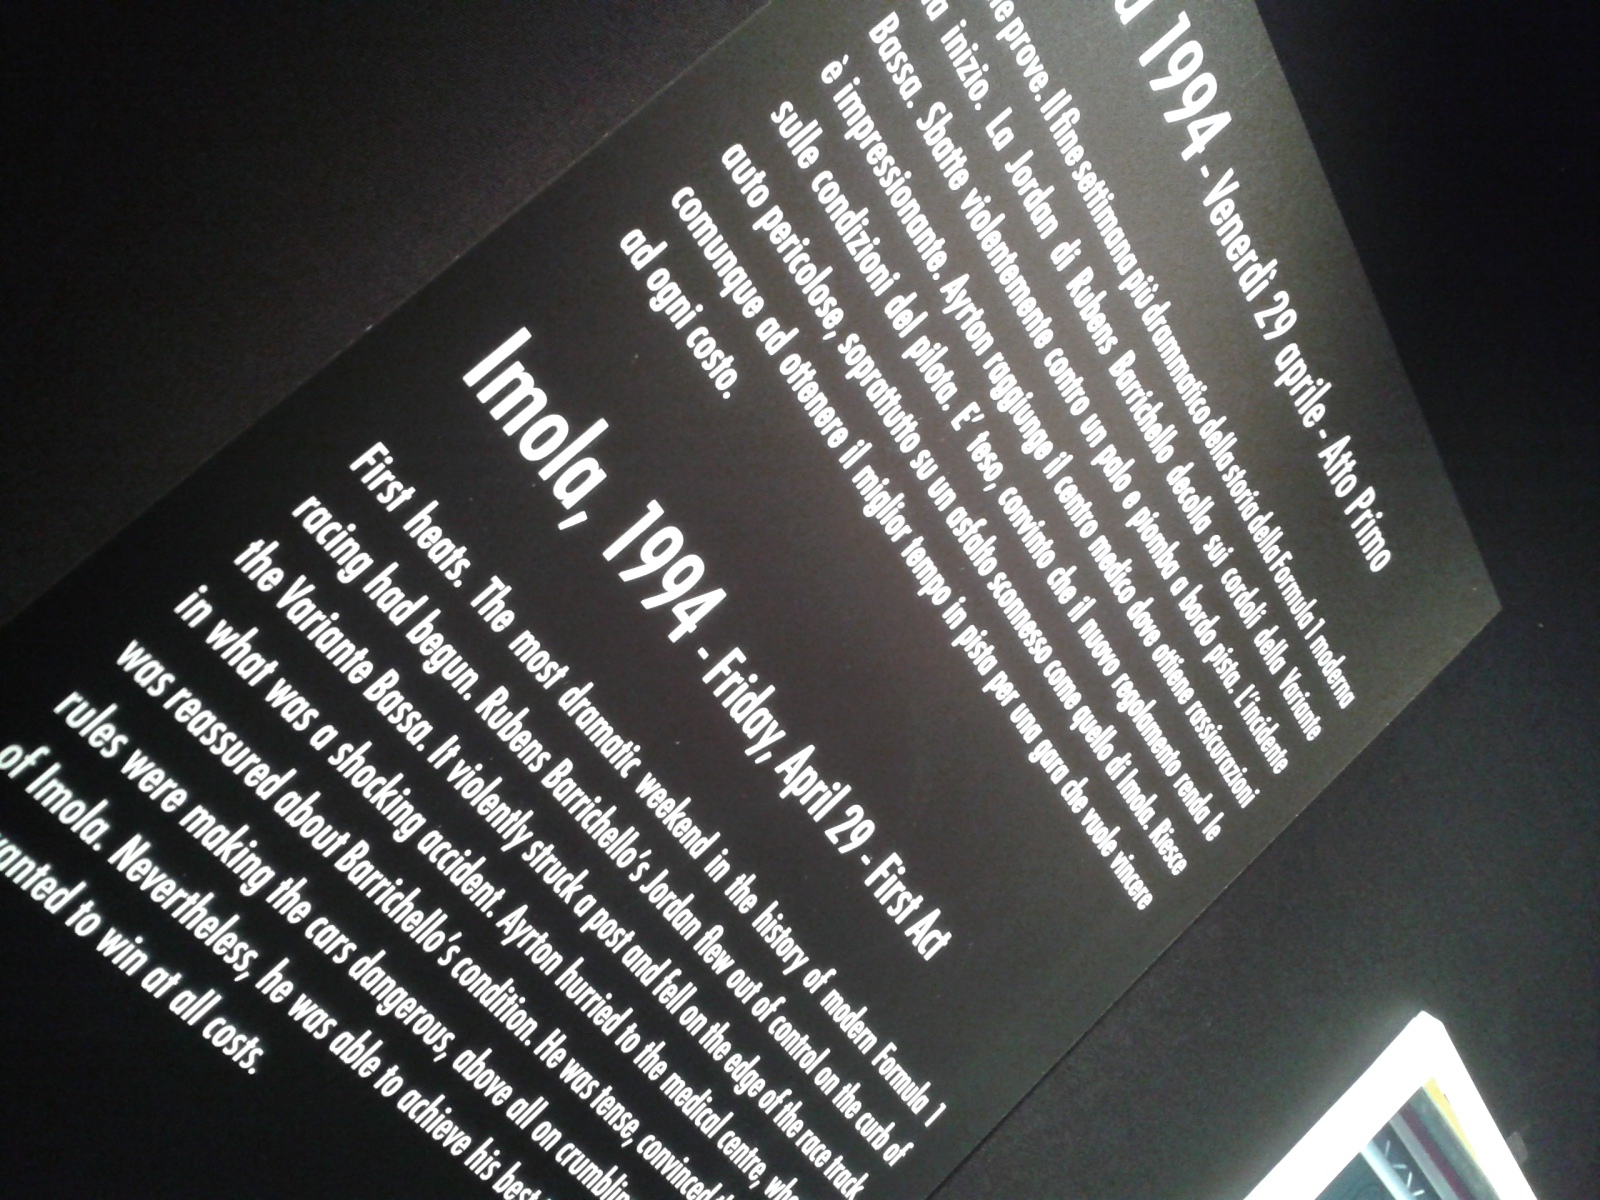 1994 - Venerdì 29 aprile - Atto Primo
prove. Il fine settimana più drammatico della storia della Formula 1 moderna
inizio. La Jordan di Rubens Barrichello decolla sui cordoli della Variante
Bassa. Sbatte violentemente contro un palo e piomba a bordo pista. L'incidente
è impressionante. Ayrton raggiunge il centro medico dove ottiene rassicurazioni
sulle condizioni del pilota. E' teso, convinto che il nuovo regolamento renda le
auto pericolose, soprattutto su un asfalto sconnesso come quello di Imola. Riesce
comunque ad ottenere il miglior tempo in pista per una gara che vuole vincere
ad ogni costo.
Imola, 1994 - Friday, April 29 - First Act
First heats. The most dramatic weekend in the history of modern Formula 1
racing had begun. Rubens Barrichello's Jordan flew out of control on the curb of
the Variante Bassa. It violently struck a post and fell on the edge of the race track
in what was a shocking accident. Ayrton hurried to the medical centre,
was reassured about Barrichello's condition. He was tense, convinced
rules were making the cars dangerous, above all on
of Imola. Nevertheless, he was able to achieve his best
wanted to win at all costs.